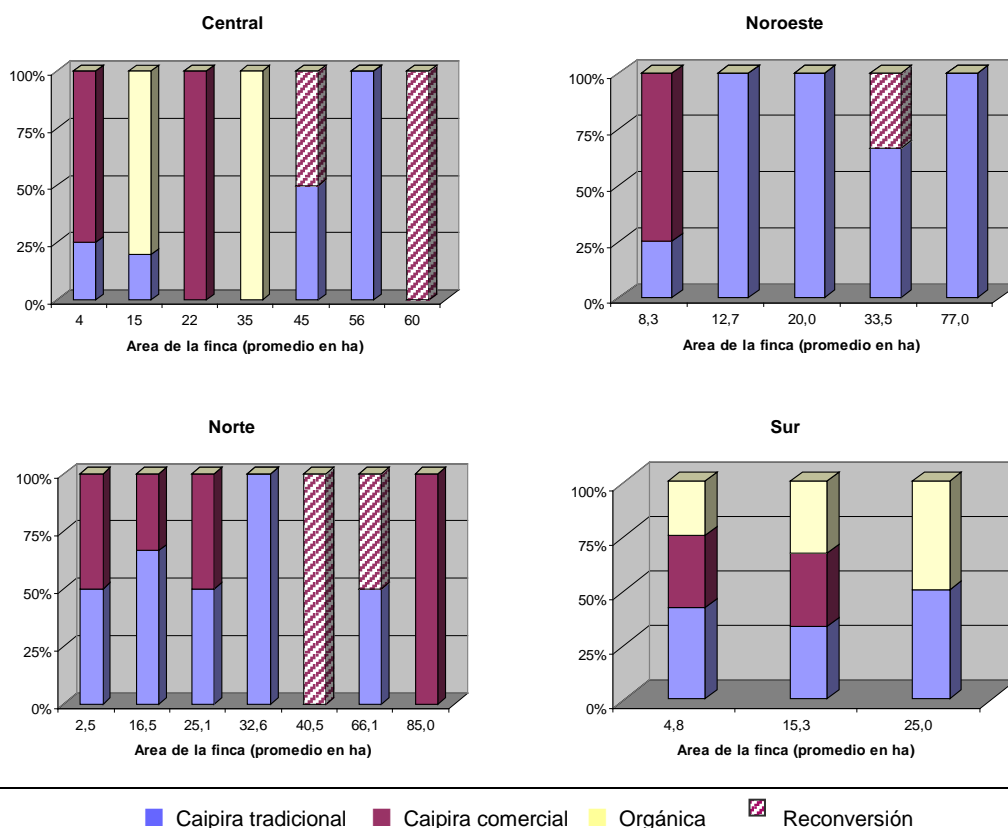 Central
100%
75%
50%
25%
0%
4 15 22 35 45 56 60
Area de la finca (promedio en ha)
Noroeste
100%
75%
50%
25%
0%
8,3 12,7 20,0 33,5 77,0
Area de la finca (promedio en ha)
Norte
100%
75%
50%
25%
0%
2,5 16,5 25,1 32,6 40,5 66,1 85,0
Area de la finca (promedio en ha)
Sur
100%
75%
50%
25%
0%
4,8 15,3 25,0
Area de la finca (promedio en ha)
Caipira tradicional Caipira comercial Orgánica Reconversión